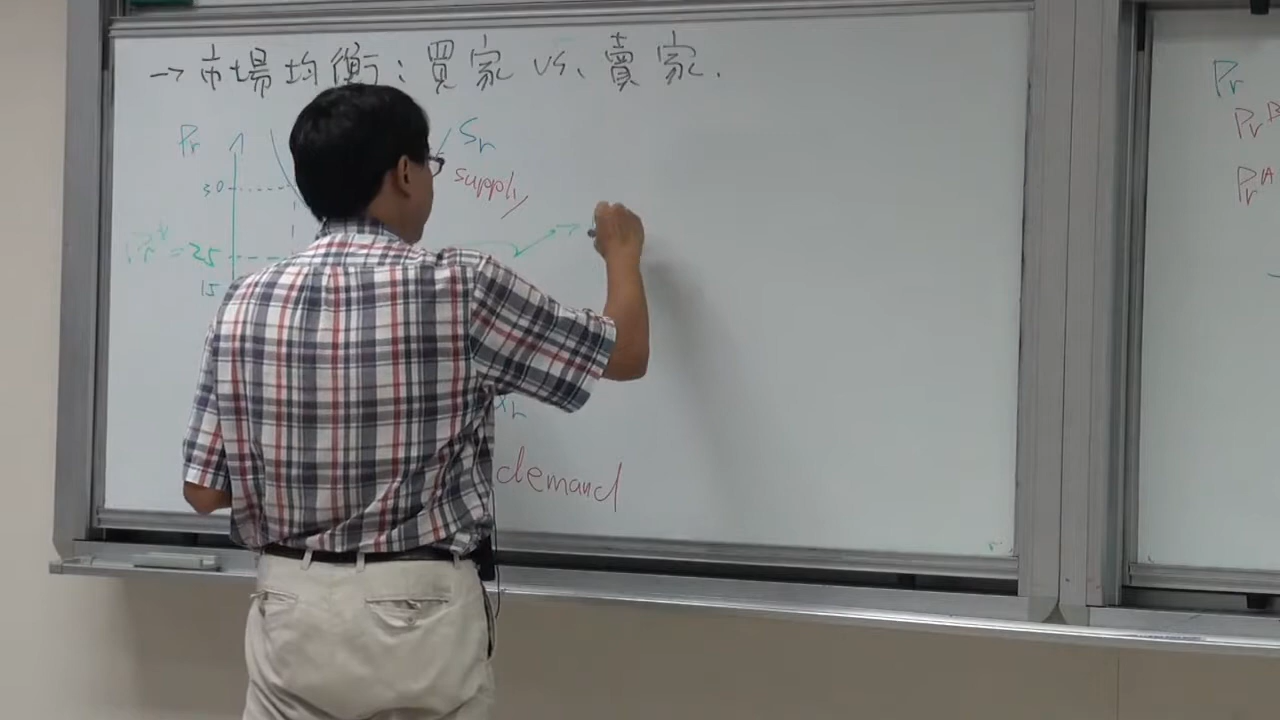 → 市場均衡: 買家 vs. 賣家.
Pr
Sr
supply
30
Pr* = 25
15
demand
Pr
Pr^B
Pr^A